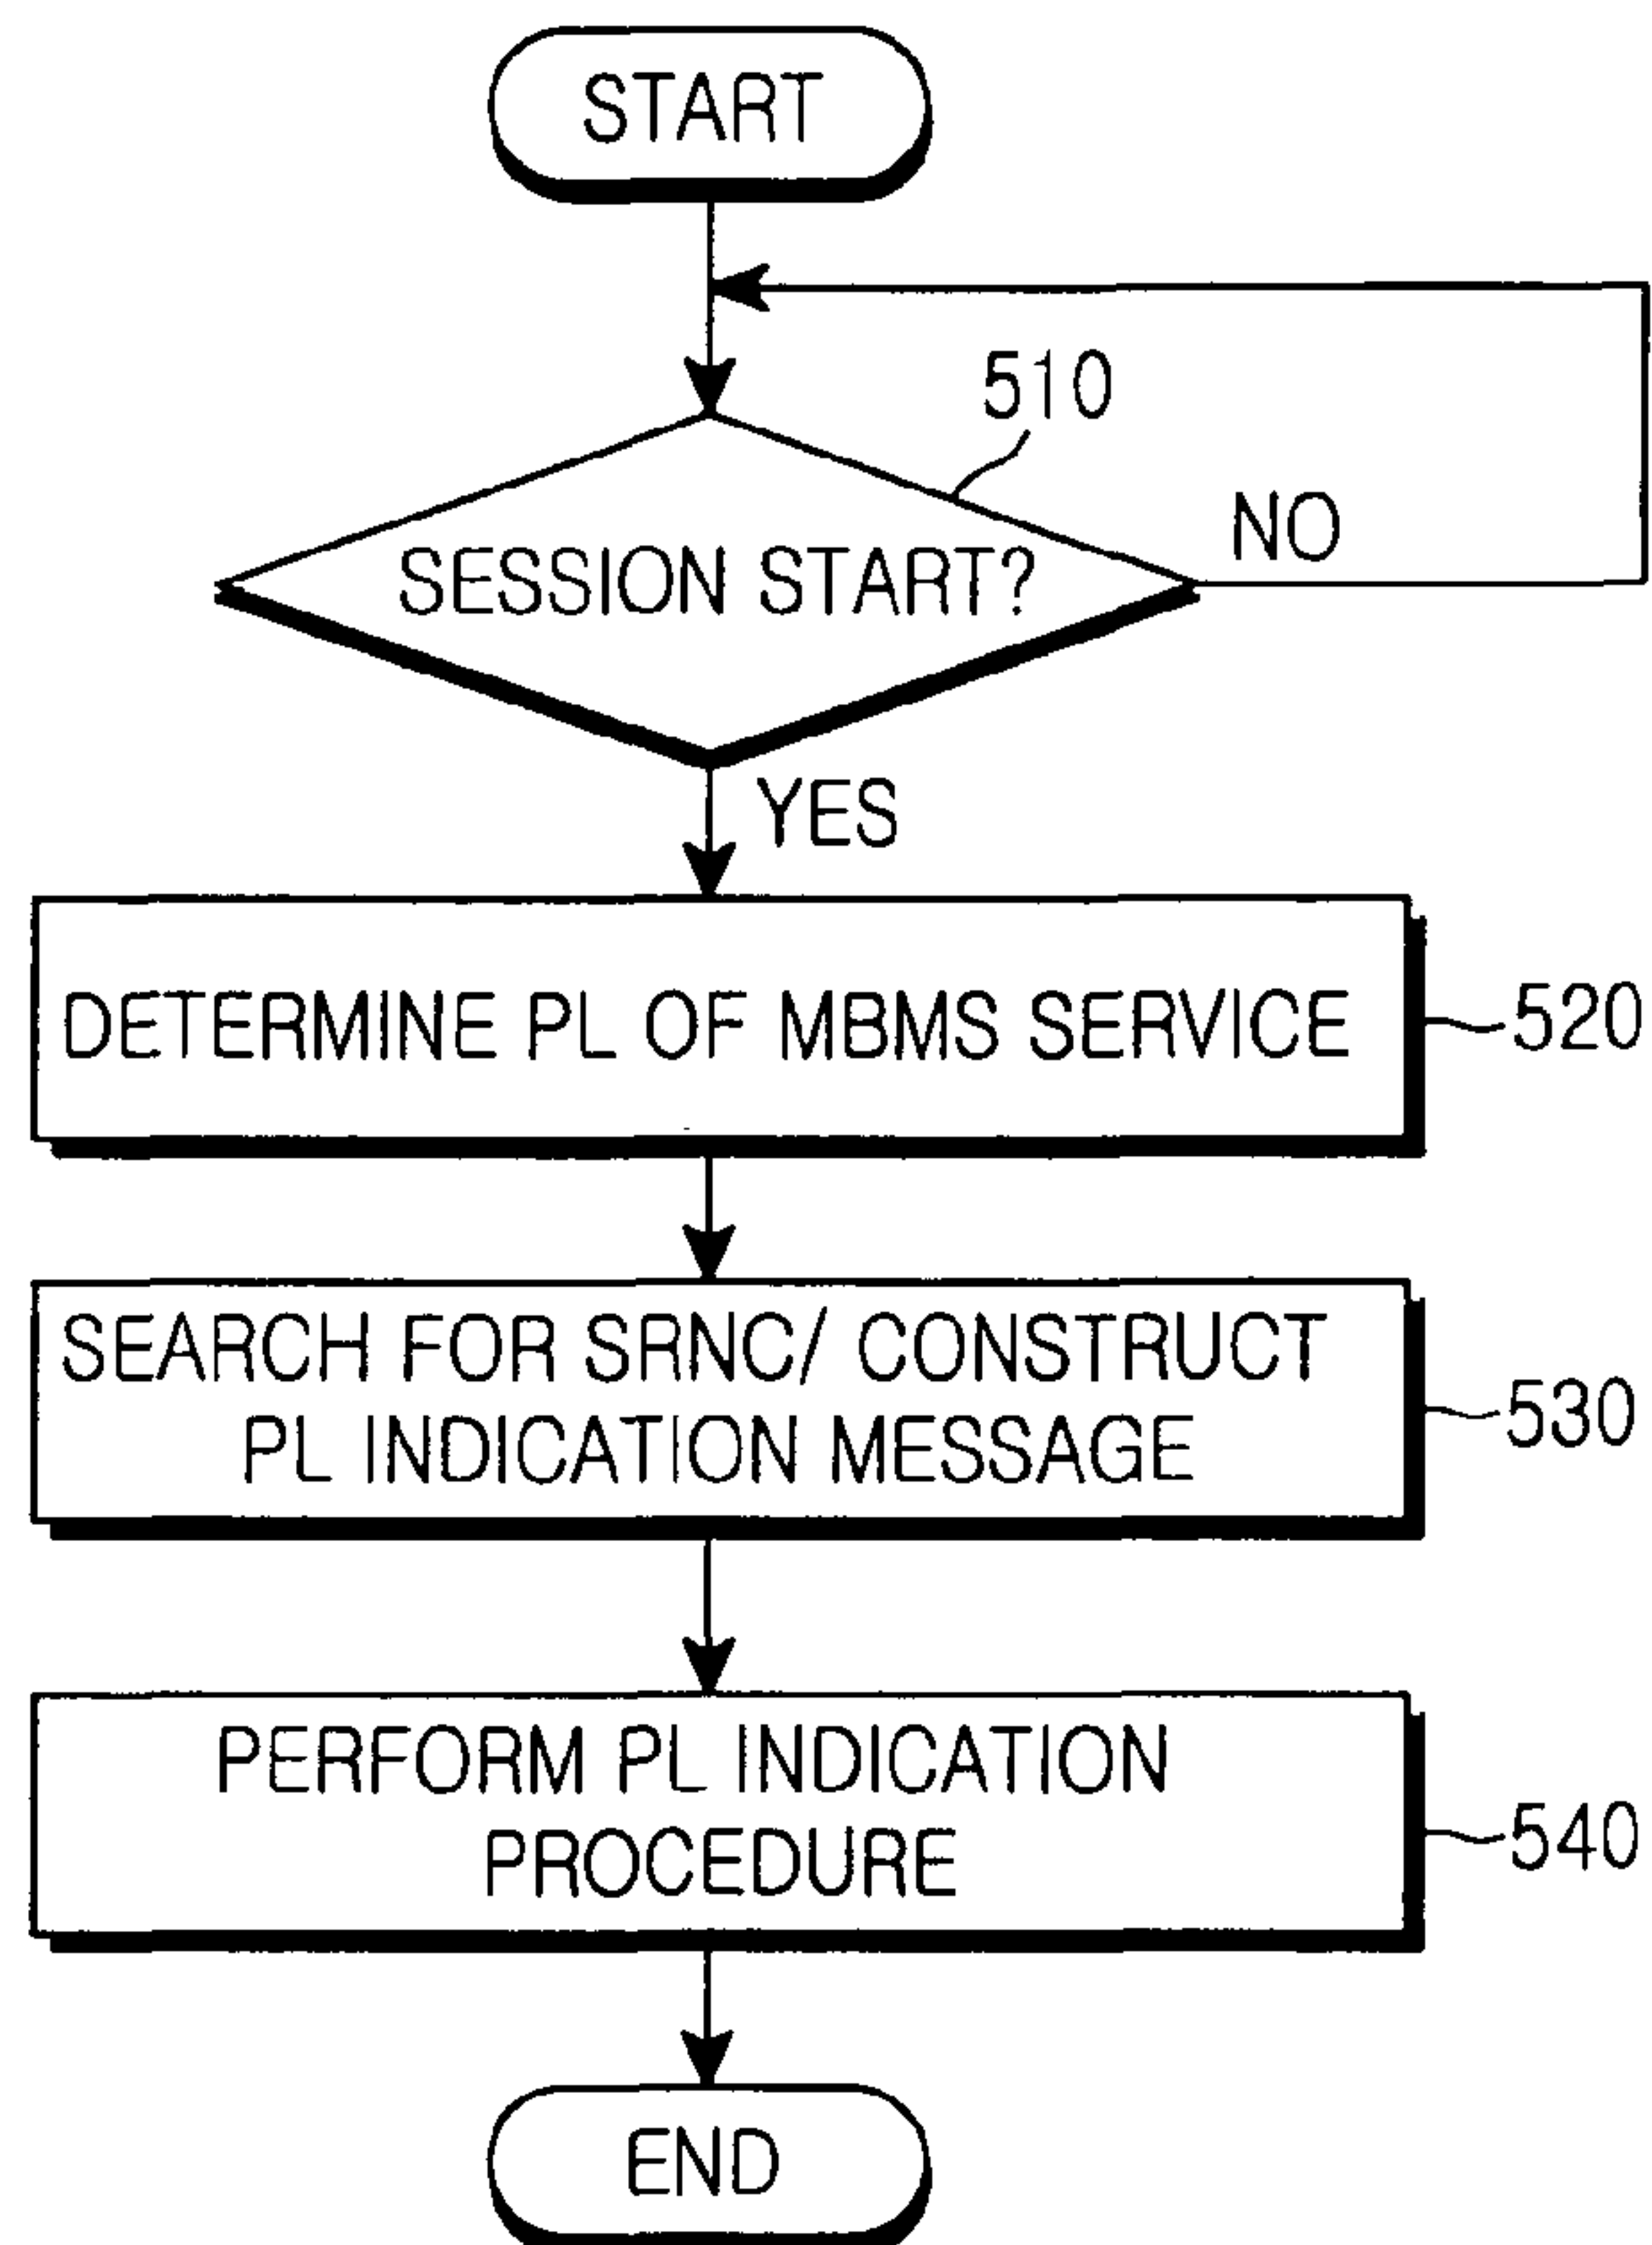 START
510
NO
SESSION START?
YES
DETERMINE PL OF MBMS SERVICE
520
SEARCH FOR SRNC/ CONSTRUCT
PL INDICATION MESSAGE
530
PERFORM PL INDICATION
PROCEDURE
540
END